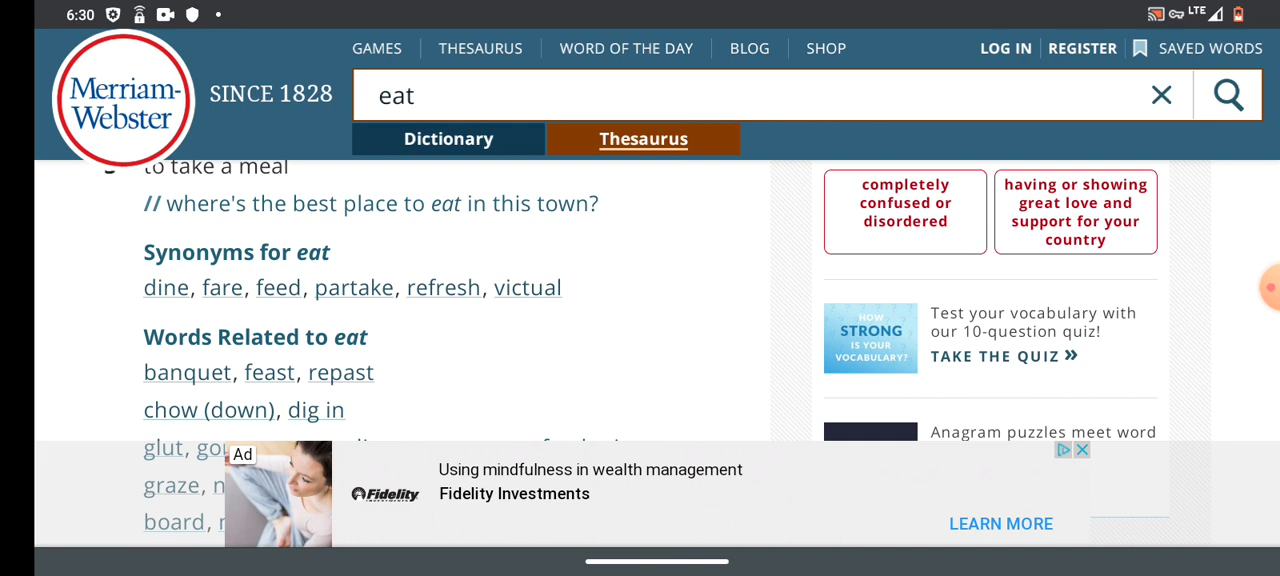 6:30
LTE
GAMES THESAURUS WORD OF THE DAY BLOG SHOP LOG IN REGISTER SAVED WORDS
Merriam-
Webster
SINCE 1828
eat
Dictionary Thesaurus
to take a meal
// where's the best place to eat in this town?
Synonyms for eat
dine, fare, feed, partake, refresh, victual
Words Related to eat
banquet, feast, repast
chow (down), dig in
glut,
graze,
board,
completely
confused or
disordered
having or showing
great love and
support for your
country
HOW
STRONG
IS YOUR
VOCABULARY?
Test your vocabulary with
our 10-question quiz!
TAKE THE QUIZ »
Anagram puzzles meet word
Ad
Fidelity
Using mindfulness in wealth management
Fidelity Investments
LEARN MORE